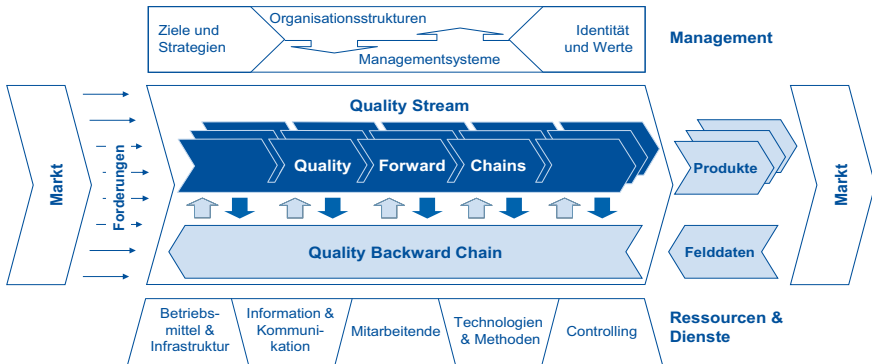 Ziele und
Strategien
Organisationsstrukturen
Managementsysteme
Identität
und Werte
Management
Markt
Forderungen
Quality Stream
Quality Forward Chains
Quality Backward Chain
Produkte
Felddaten
Markt
Betriebs-
mittel &
Infrastruktur
Information &
Kommuni-
kation
Mitarbeitende
Technologien
& Methoden
Controlling
Ressourcen &
Dienste